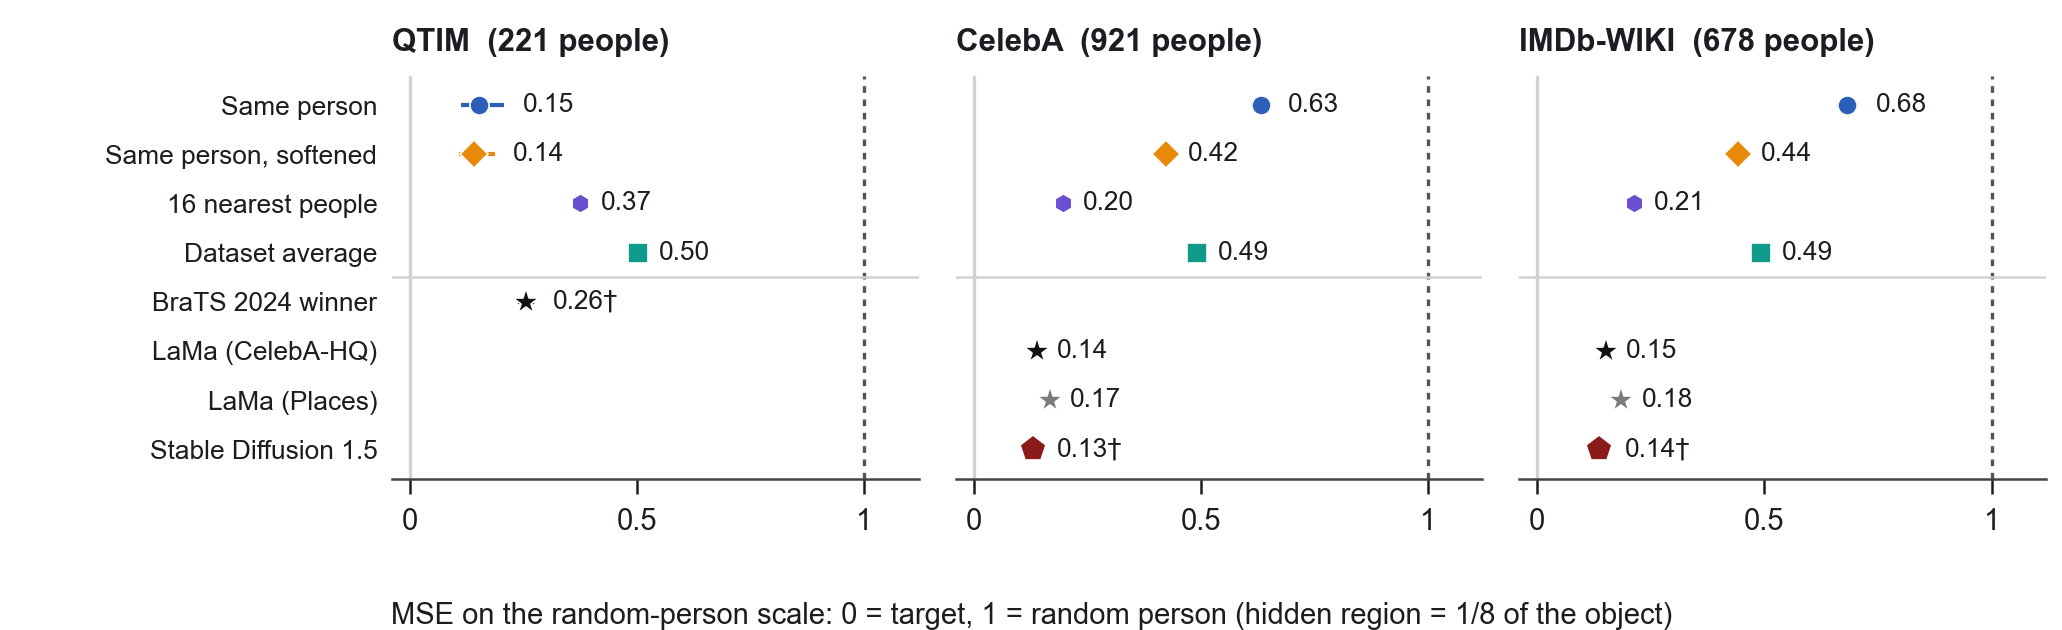 QTIM (221 people)
CelebA (921 people)
IMDb-WIKI (678 people)
Same person 0.15 0.63 0.68
Same person, softened 0.14 0.42 0.44
16 nearest people 0.37 0.20 0.21
Dataset average 0.50 0.49 0.49
BraTS 2024 winner 0.26†
LaMa (CelebA-HQ) 0.14 0.15
LaMa (Places) 0.17 0.18
Stable Diffusion 1.5 0.13† 0.14†
0 0.5 1 0 0.5 1 0 0.5 1
MSE on the random-person scale: 0 = target, 1 = random person (hidden region = 1/8 of the object)